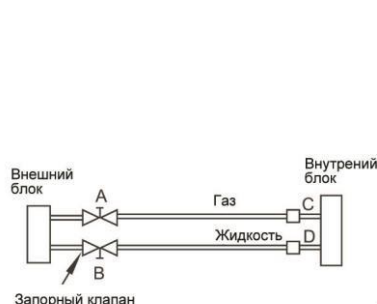 Внешний
блок
Внутрений
блок
A
Газ
C
Жидкость
D
B
Запорный клапан